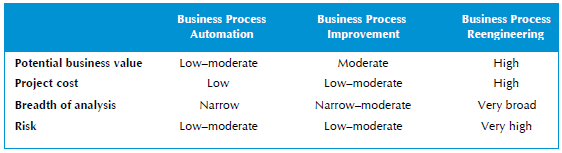 Business Process Business Process Business Process
Automation Improvement Reengineering
Potential business value Low–moderate Moderate High
Project cost Low Low–moderate High
Breadth of analysis Narrow Narrow–moderate Very broad
Risk Low–moderate Low–moderate Very high